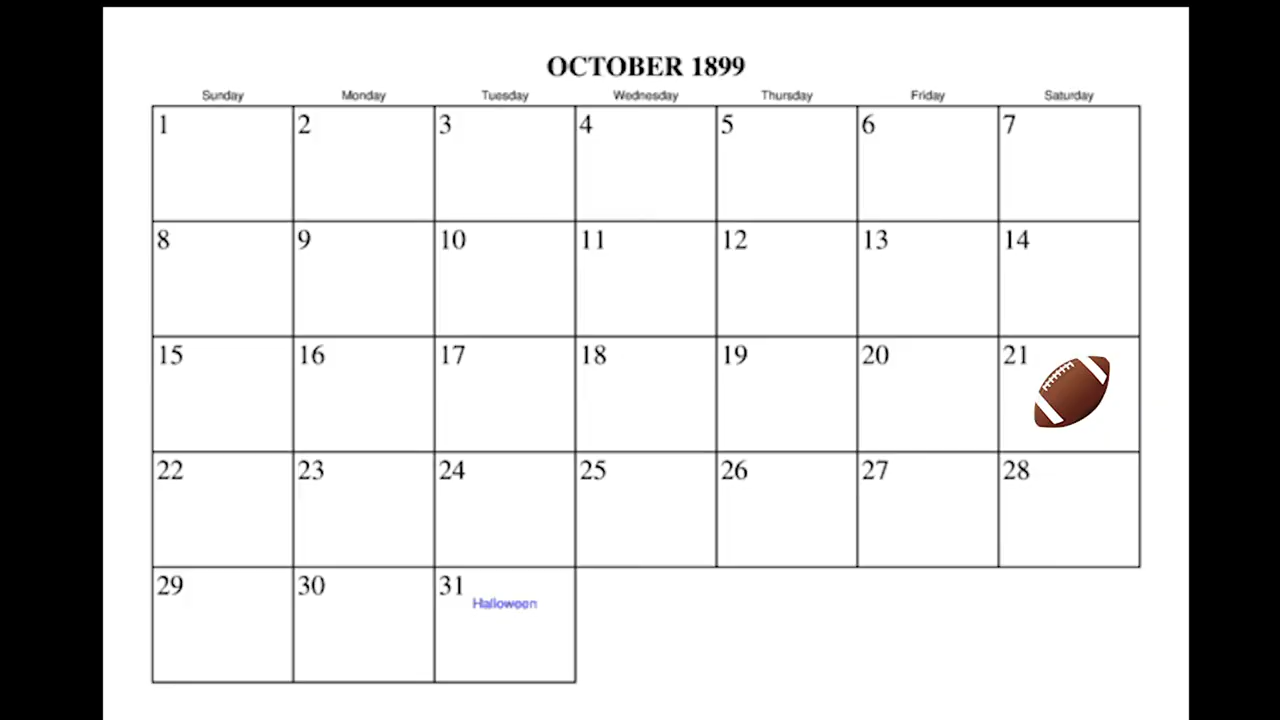 OCTOBER 1899
Sunday Monday Tuesday Wednesday Thursday Friday Saturday
1 2 3 4 5 6 7
8 9 10 11 12 13 14
15 16 17 18 19 20 21
22 23 24 25 26 27 28
29 30 31
Halloween